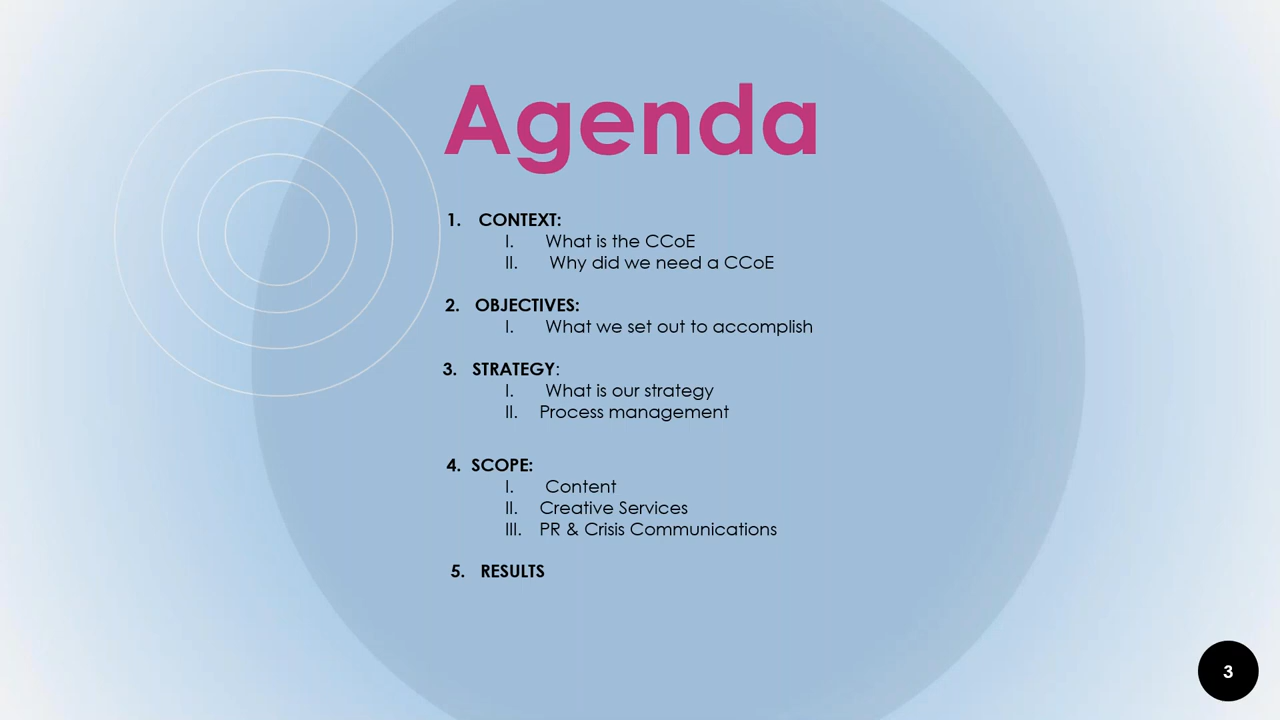 Agenda
1. CONTEXT:
I. What is the CCoE
II. Why did we need a CCoE
2. OBJECTIVES:
I. What we set out to accomplish
3. STRATEGY:
I. What is our strategy
II. Process management
4. SCOPE:
I. Content
II. Creative Services
III. PR & Crisis Communications
5. RESULTS
3